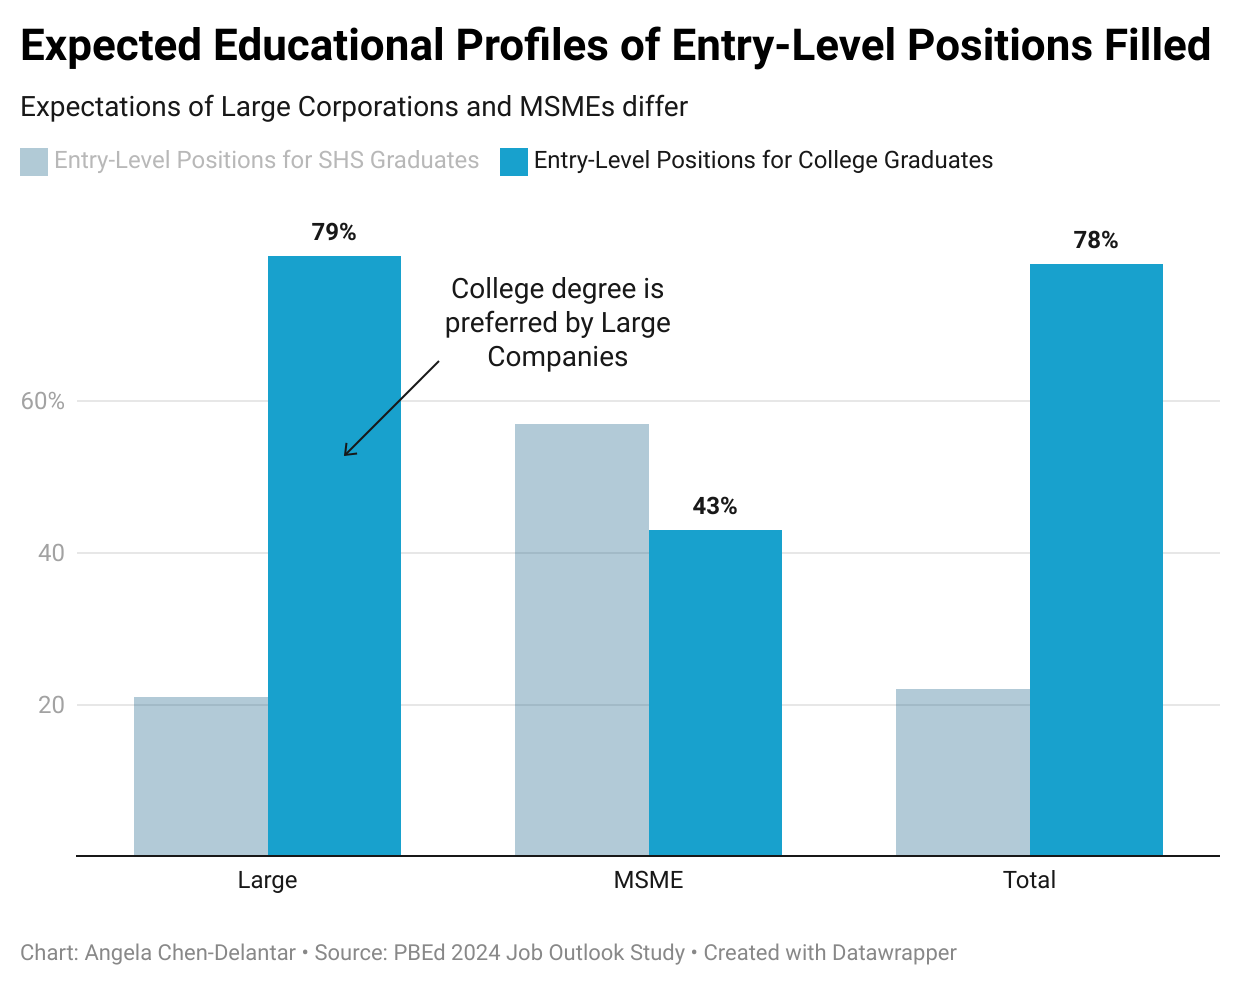 Expected Educational Profiles of Entry-Level Positions Filled
Expectations of Large Corporations and MSMEs differ
Entry-Level Positions for SHS Graduates Entry-Level Positions for College Graduates
79%
78%
College degree is
preferred by Large
Companies
60%
43%
40
20
Large MSME Total
Chart: Angela Chen-Delantar • Source: PBEd 2024 Job Outlook Study • Created with Datawrapper